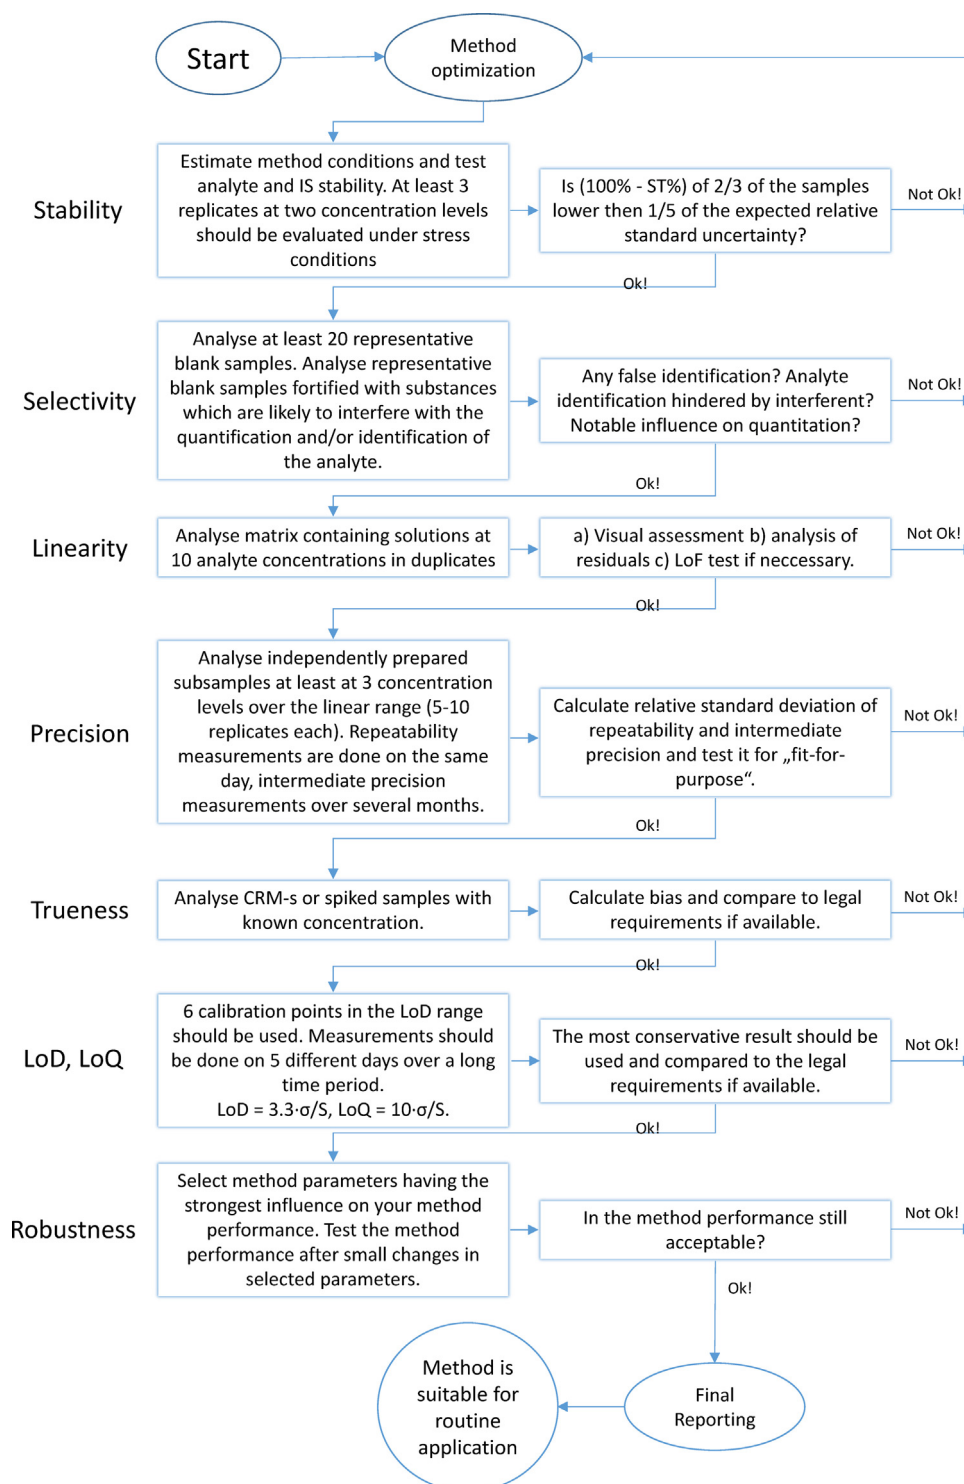 Start
Method
optimization
Stability
Estimate method conditions and test
analyte and IS stability. At least 3
replicates at two concentration levels
should be evaluated under stress
conditions
Is (100% - ST%) of 2/3 of the samples
lower then 1/5 of the expected relative
standard uncertainty?
Not Ok!
Ok!
Selectivity
Analyse at least 20 representative
blank samples. Analyse representative
blank samples fortified with substances
which are likely to interfere with the
quantification and/or identification of
the analyte.
Any false identification? Analyte
identification hindered by interferent?
Notable influence on quantitation?
Not Ok!
Ok!
Linearity
Analyse matrix containing solutions at
10 analyte concentrations in duplicates
a) Visual assessment b) analysis of
residuals c) LoF test if neccessary.
Not Ok!
Ok!
Precision
Analyse independently prepared
subsamples at least at 3 concentration
levels over the linear range (5-10
replicates each). Repeatability
measurements are done on the same
day, intermediate precision
measurements over several months.
Calculate relative standard deviation of
repeatability and intermediate
precision and test it for „fit-for-
purpose“.
Not Ok!
Ok!
Trueness
Analyse CRM-s or spiked samples with
known concentration.
Calculate bias and compare to legal
requirements if available.
Not Ok!
Ok!
LoD, LoQ
6 calibration points in the LoD range
should be used. Measurements should
be done on 5 different days over a long
time period.
LoD = 3.3·σ/S, LoQ = 10·σ/S.
The most conservative result should be
used and compared to the legal
requirements if available.
Not Ok!
Ok!
Robustness
Select method parameters having the
strongest influence on your method
performance. Test the method
performance after small changes in
selected parameters.
In the method performance still
acceptable?
Not Ok!
Ok!
Method is
suitable for
routine
application
Final
Reporting